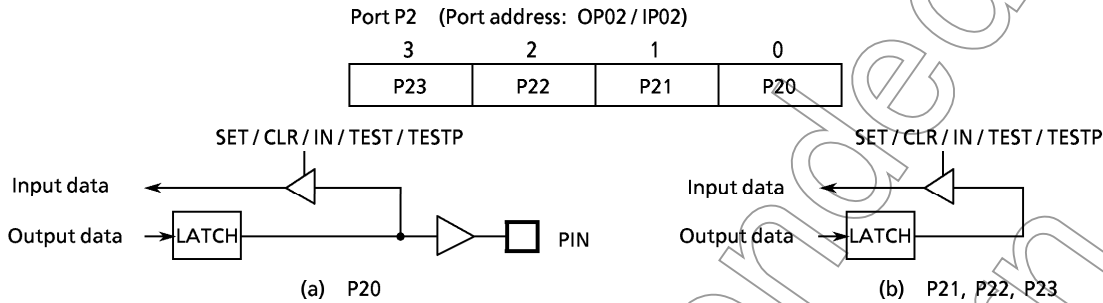 Port P2 (Port address: OP02 / IP02)
3 2 1 0
P23 P22 P21 P20
SET / CLR / IN / TEST / TESTP
Input data
Output data
LATCH
PIN
(a) P20
SET / CLR / IN / TEST / TESTP
Input data
Output data
LATCH
(b) P21, P22, P23